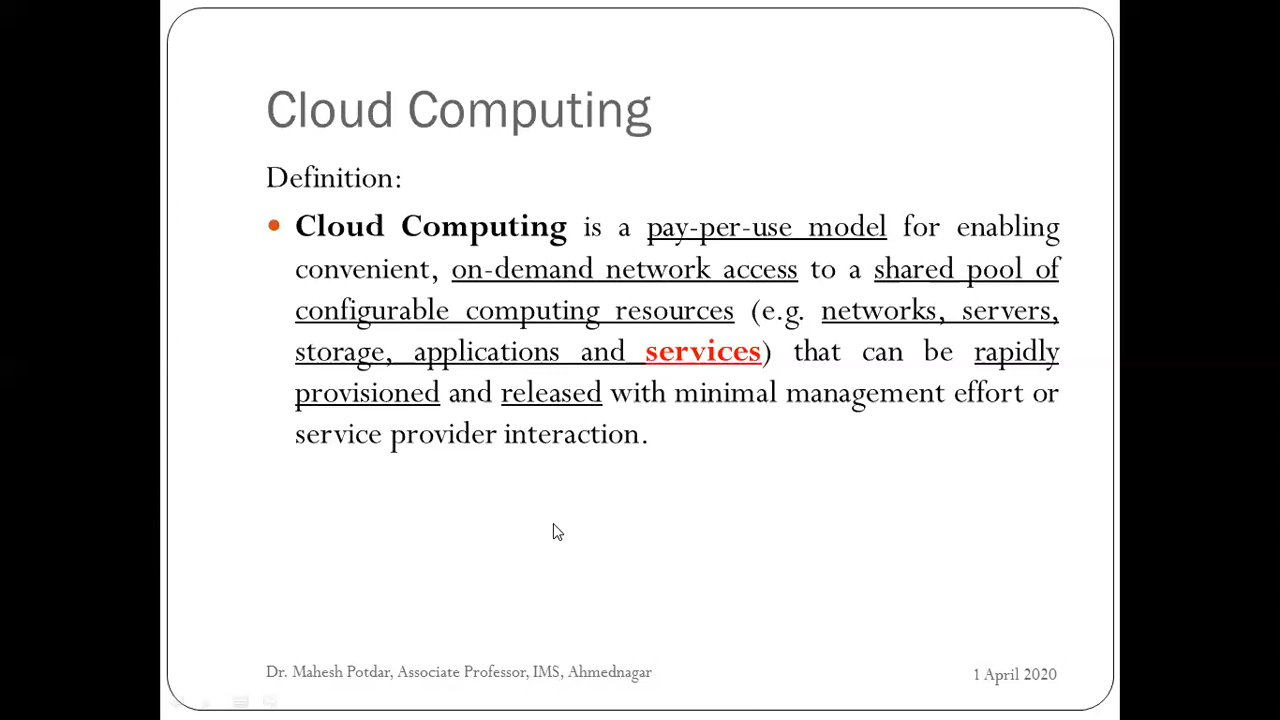 Cloud Computing
Definition:
• Cloud Computing is a pay-per-use model for enabling
convenient, on-demand network access to a shared pool of
configurable computing resources (e.g. networks, servers,
storage, applications and services) that can be rapidly
provisioned and released with minimal management effort or
service provider interaction.
Dr. Mahesh Potdar, Associate Professor, IMS, Ahmednagar
1 April 2020